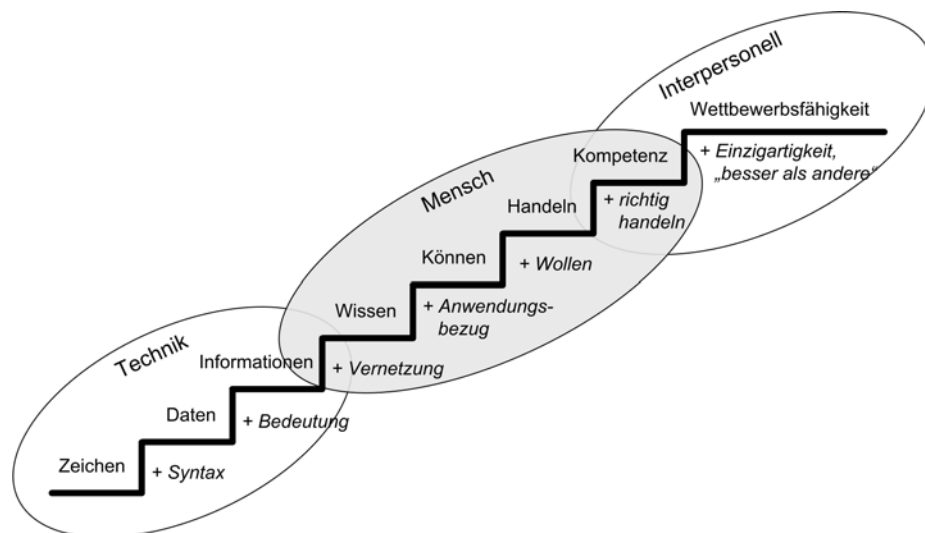 Interpersonell
Wettbewerbsfähigkeit
+ Einzigartigkeit,
„besser als andere“
Mensch
Kompetenz
+ richtig
handeln
Handeln
+ Wollen
Können
+ Anwendungs-
bezug
Wissen
+ Vernetzung
Technik
Informationen
+ Bedeutung
Daten
+ Syntax
Zeichen